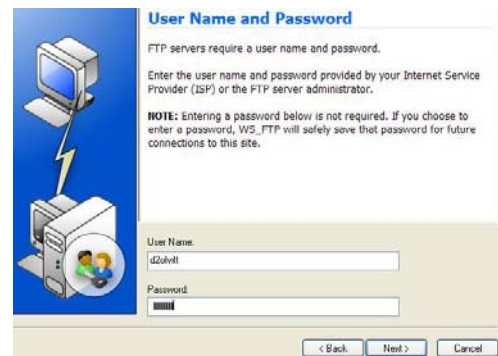 User Name and Password
FTP servers require a user name and password.
Enter the user name and password provided by your Internet Service
Provider (ISP) or the FTP server administrator.
NOTE: Entering a password below is not required. If you choose to
enter a password, WS_FTP will safely save that password for future
connections to this site.
User Name:
d2olvitt
Password:
< Back
Next >
Cancel